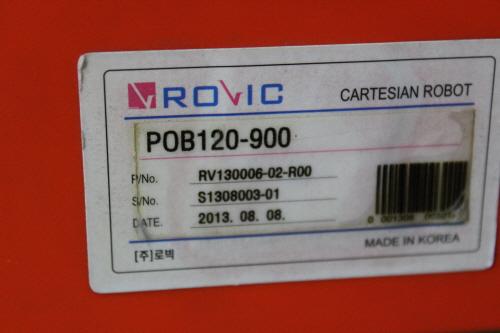 ROVIC CARTESIAN ROBOT
POB120-900
P/No. RV130006-02-R00
S/No. S1308003-01
DATE. 2013. 08. 08.
MADE IN KOREA
[주]로빅